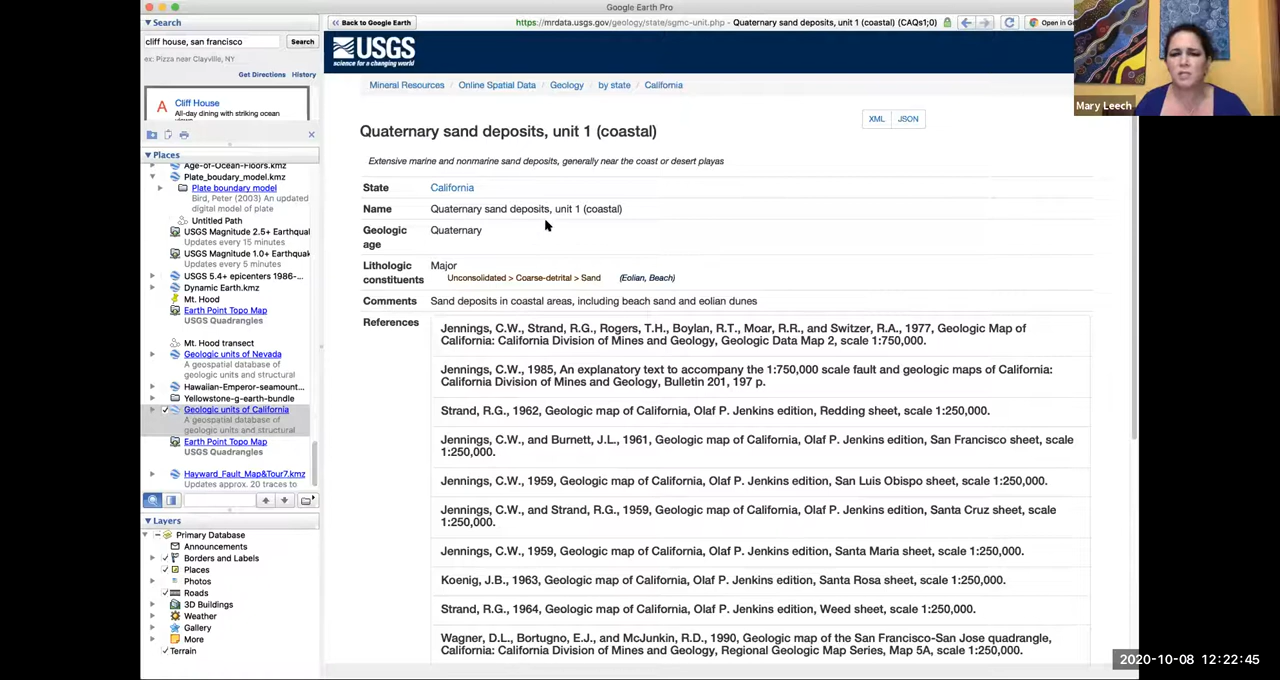 Google Earth Pro
Search
cliff house, san francisco
Search
ex: Pizza near Clayville, NY
Get Directions
History
A
Cliff House
All-day dining with striking ocean
Places
Age-of-Ocean-Floors.kmz
Plate_boudary_model.kmz
Plate boundary model
Bird, Peter (2003) An updated
digital model of plate
Untitled Path
USGS Magnitude 2.5+ Earthqual
Updates every 15 minutes
USGS Magnitude 1.0+ Earthquak
Updates every 5 minutes
USGS 5.4+ epicenters 1986-...
Dynamic Earth.kmz
Mt. Hood
Earth Point Topo Map
USGS Quadrangles
Mt. Hood transect
Geologic units of Nevada
A geospatial database of
geologic units and structural
Hawaiian-Emperor-seamount...
Yellowstone-g-earth-bundle
Geologic units of California
A geospatial database of
geologic units and structural
Earth Point Topo Map
USGS Quadrangles
Hayward_Fault_Map&Tour7.kmz
Updates approx. 20 traces to
Layers
Primary Database
Announcements
Borders and Labels
Places
Photos
Roads
3D Buildings
Weather
Gallery
More
Terrain
<< Back to Google Earth
https://mrdata.usgs.gov/geology/state/sgmc-unit.php - Quaternary sand deposits, unit 1 (coastal) (CAQs1;0)
Open in G
USGS
science for a changing world
Mineral Resources
Online Spatial Data
Geology
by state
California
XML
JSON
Quaternary sand deposits, unit 1 (coastal)
Extensive marine and nonmarine sand deposits, generally near the coast or desert playas
State California
Name Quaternary sand deposits, unit 1 (coastal)
Geologic age Quaternary
Lithologic constituents Major
Unconsolidated > Coarse-detrital > Sand (Eolian, Beach)
Comments Sand deposits in coastal areas, including beach sand and eolian dunes
References
Jennings, C.W., Strand, R.G., Rogers, T.H., Boylan, R.T., Moar, R.R., and Switzer, R.A., 1977, Geologic Map of
California: California Division of Mines and Geology, Geologic Data Map 2, scale 1:750,000.
Jennings, C.W., 1985, An explanatory text to accompany the 1:750,000 scale fault and geologic maps of California:
California Division of Mines and Geology, Bulletin 201, 197 p.
Strand, R.G., 1962, Geologic map of California, Olaf P. Jenkins edition, Redding sheet, scale 1:250,000.
Jennings, C.W., and Burnett, J.L., 1961, Geologic map of California, Olaf P. Jenkins edition, San Francisco sheet, scale
1:250,000.
Jennings, C.W., 1959, Geologic map of California, Olaf P. Jenkins edition, San Luis Obispo sheet, scale 1:250,000.
Jennings, C.W., and Strand, R.G., 1959, Geologic map of California, Olaf P. Jenkins edition, Santa Cruz sheet, scale
1:250,000.
Jennings, C.W., 1959, Geologic map of California, Olaf P. Jenkins edition, Santa Maria sheet, scale 1:250,000.
Koenig, J.B., 1963, Geologic map of California, Olaf P. Jenkins edition, Santa Rosa sheet, scale 1:250,000.
Strand, R.G., 1964, Geologic map of California, Olaf P. Jenkins edition, Weed sheet, scale 1:250,000.
Wagner, D.L., Bortugno, E.J., and McJunkin, R.D., 1990, Geologic map of the San Francisco-San Jose quadrangle,
California: California Division of Mines and Geology, Regional Geologic Map Series, Map 5A, scale 1:250,000.
Mary Leech
2020-10-08 12:22:45